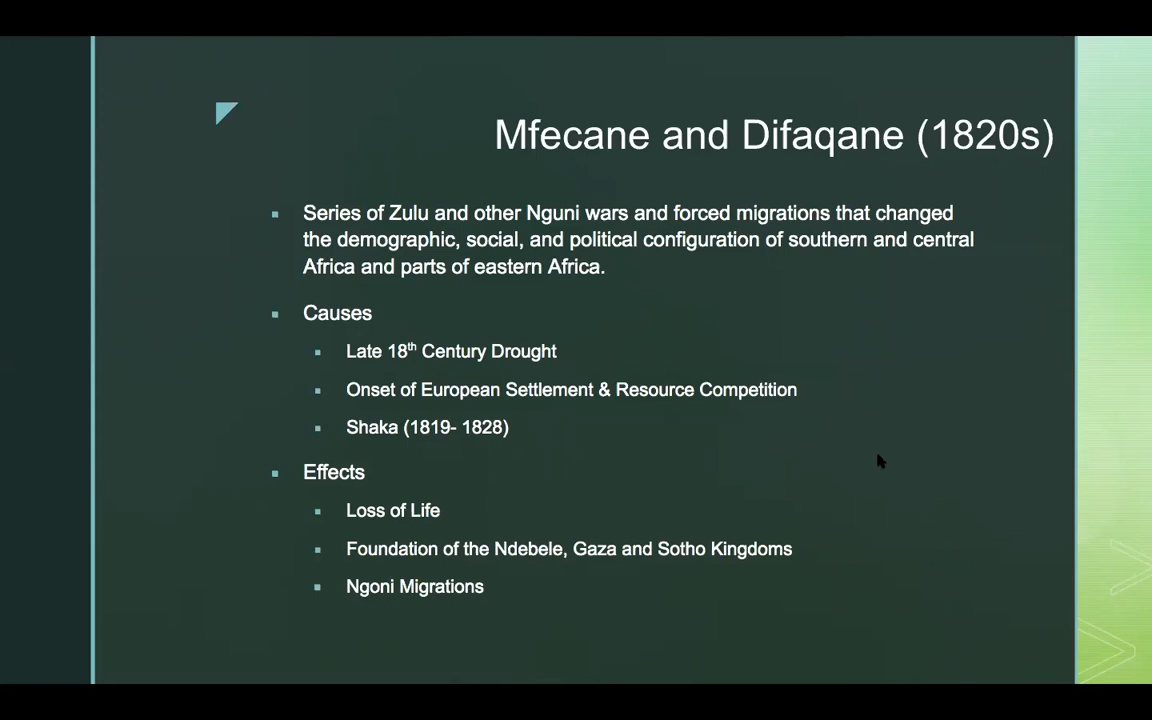 Mfecane and Difaqane (1820s)
Series of Zulu and other Nguni wars and forced migrations that changed
the demographic, social, and political configuration of southern and central
Africa and parts of eastern Africa.
Causes
Late 18th Century Drought
Onset of European Settlement & Resource Competition
Shaka (1819- 1828)
Effects
Loss of Life
Foundation of the Ndebele, Gaza and Sotho Kingdoms
Ngoni Migrations